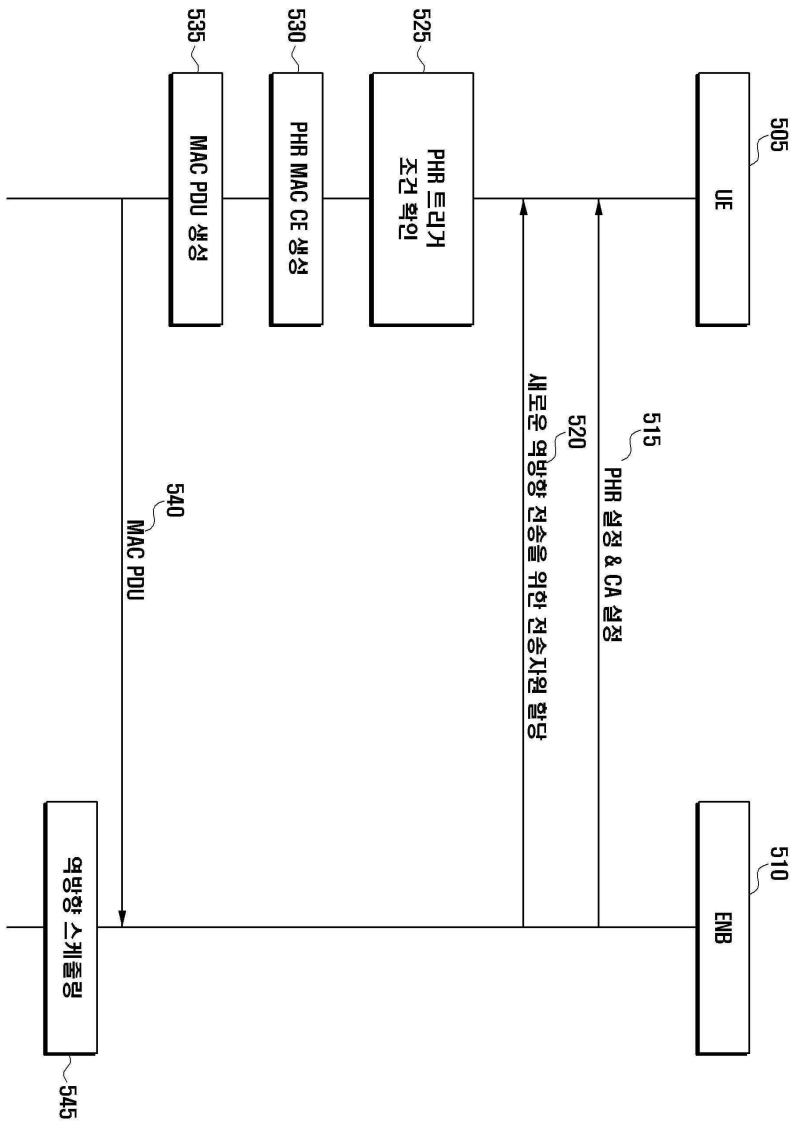 505
UE
510
ENB
515
PHR 설정 & CA 설정
520
새로운 역방향 전송을 위한 전송자원 할당
525
PHR 트리거
조건 확인
530
PHR MAC CE 생성
535
MAC PDU 생성
540
MAC PDU
역방향 스케줄링
545